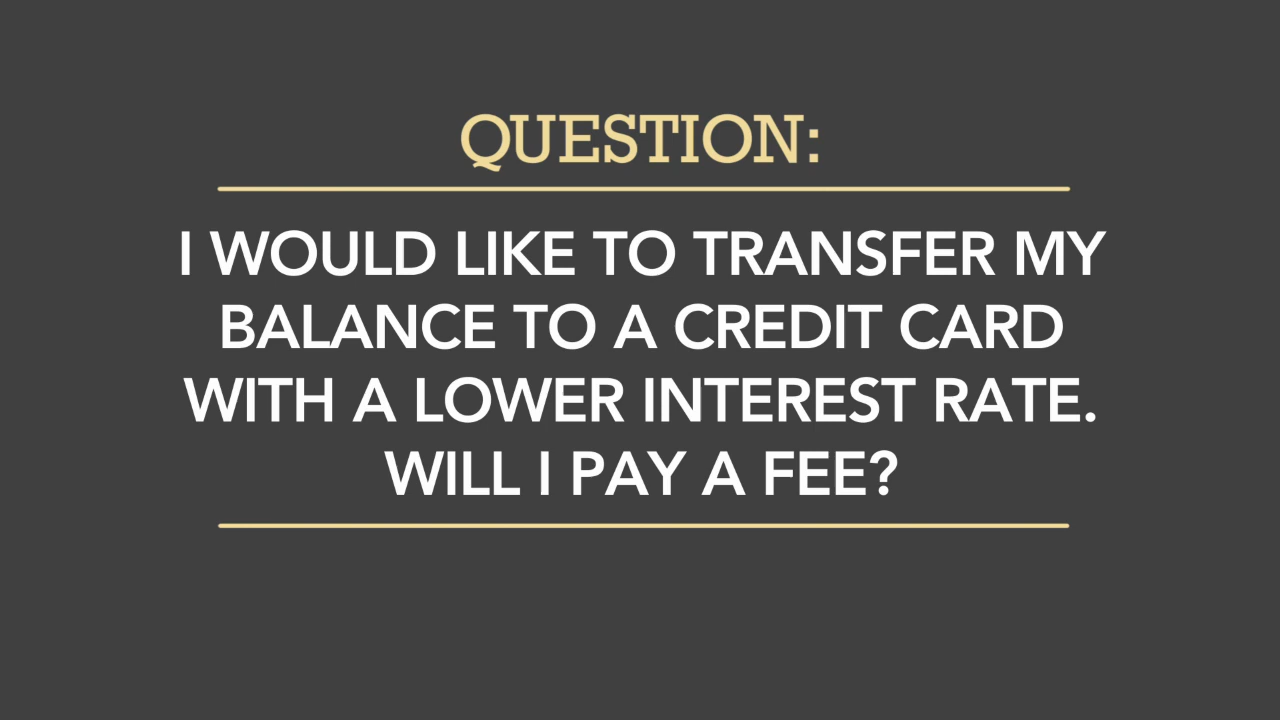 QUESTION:
I WOULD LIKE TO TRANSFER MY
BALANCE TO A CREDIT CARD
WITH A LOWER INTEREST RATE.
WILL I PAY A FEE?